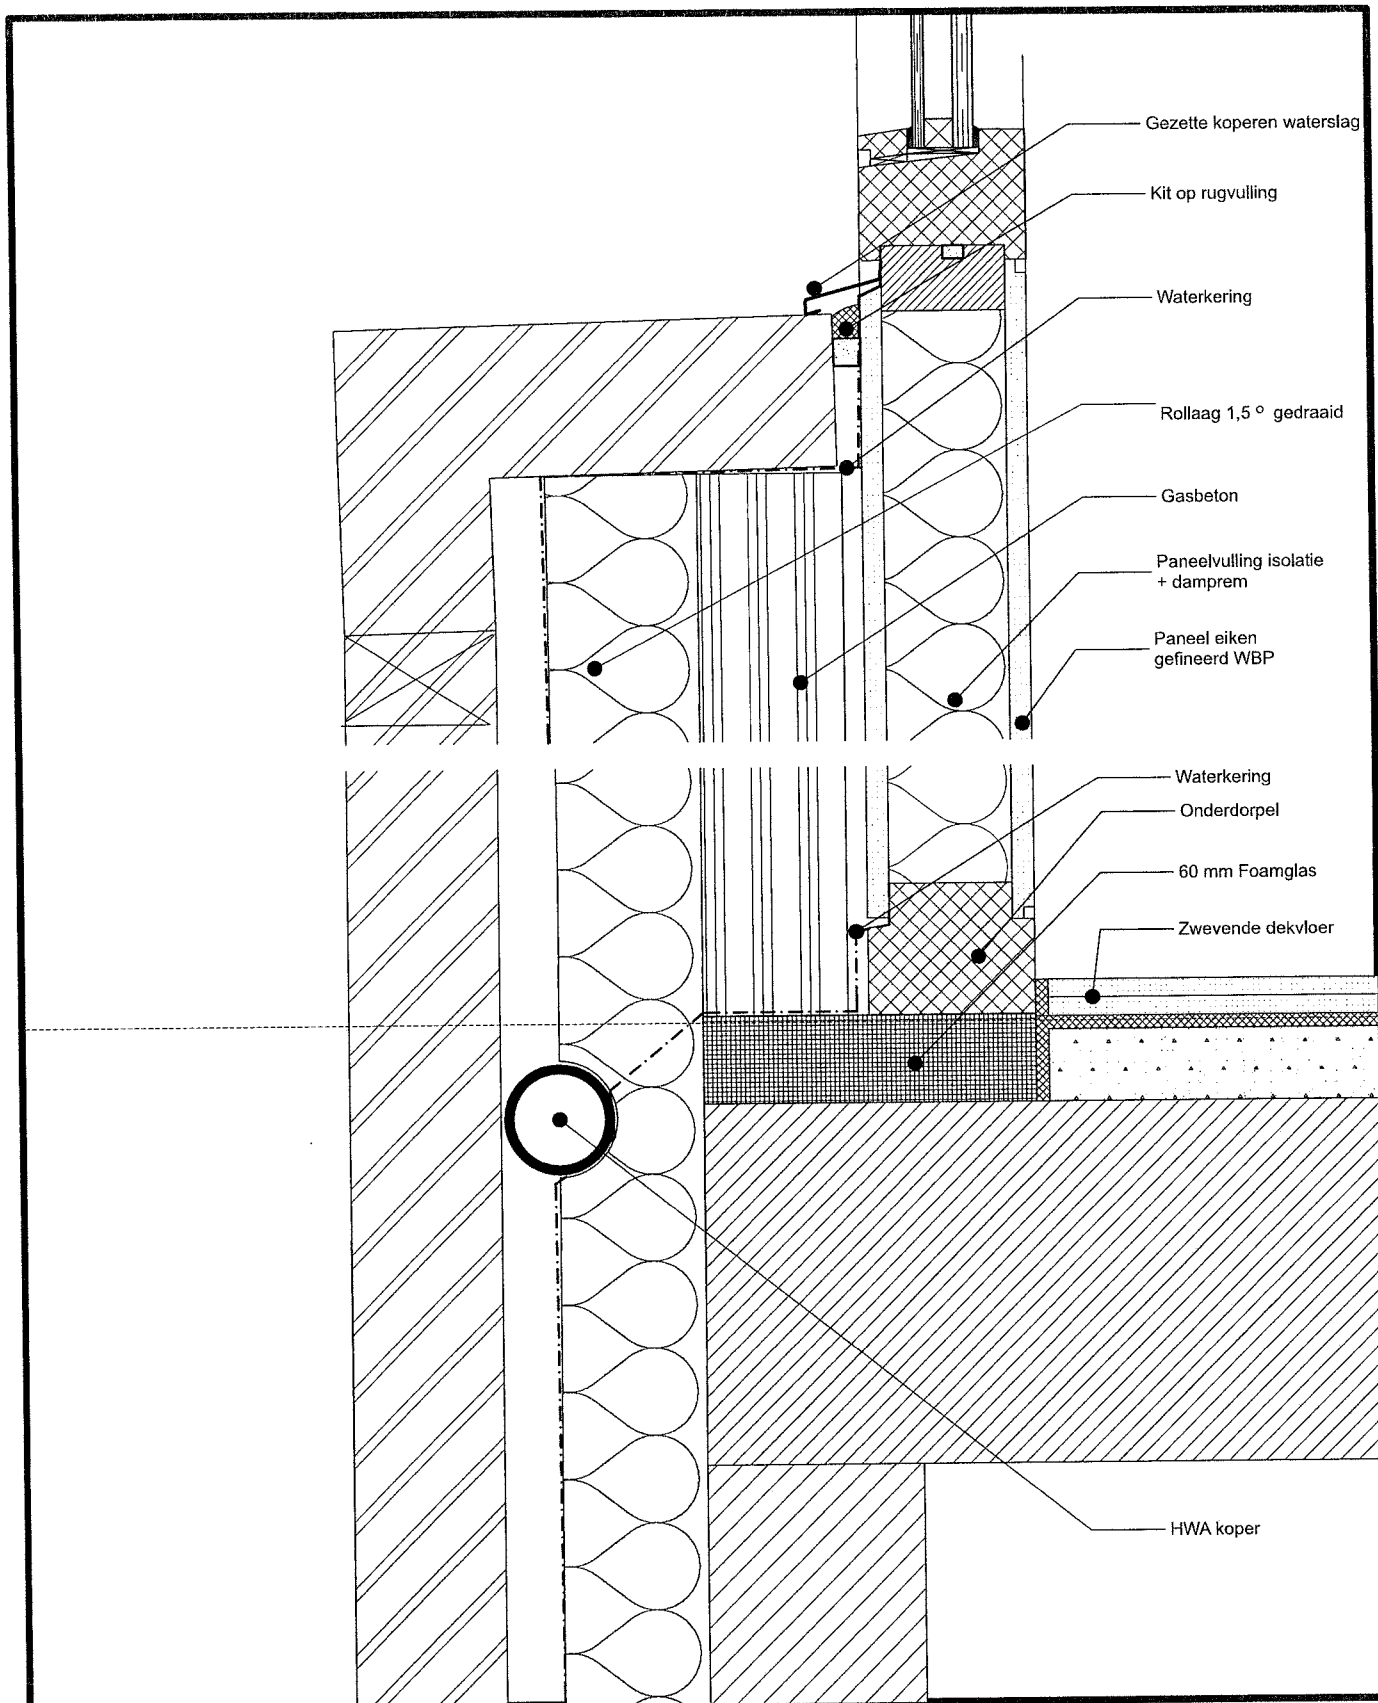 Gezette koperen waterslag
Kit op rugvulling
Waterkering
Rollaag 1,5 ° gedraaid
Gasbeton
Paneelvulling isolatie
+ damprem
Paneel eiken
gefineerd WBP
Waterkering
Onderdorpel
60 mm Foamglas
Zwevende dekvloer
HWA koper